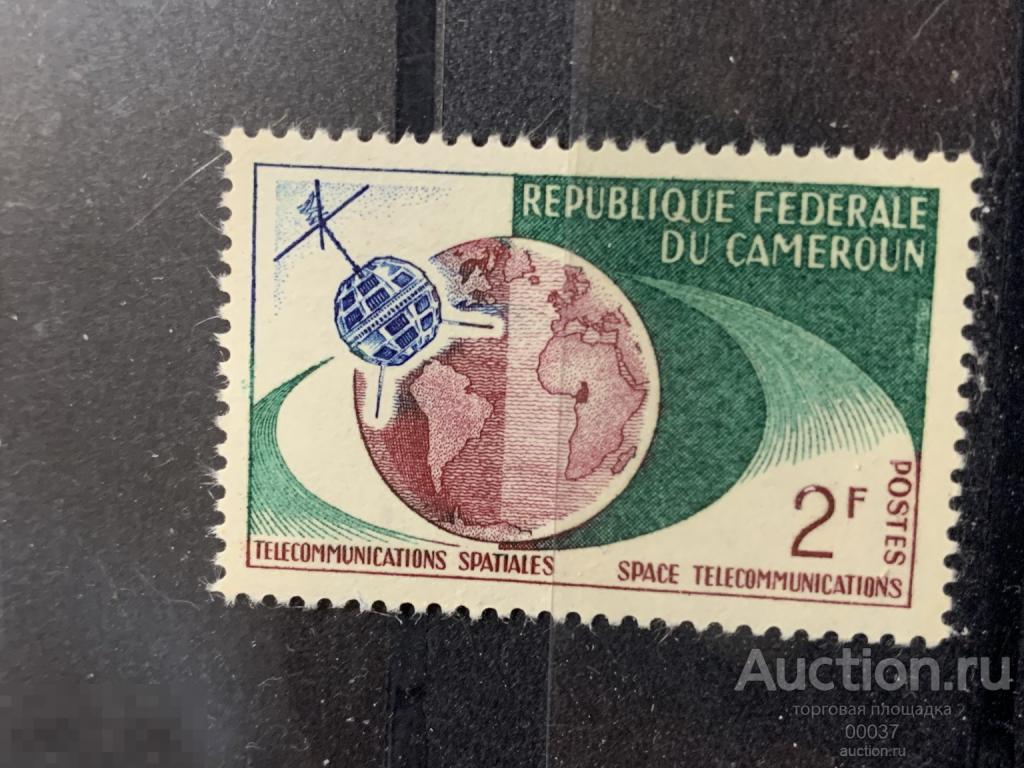 REPUBLIQUE FEDERALE
DU CAMEROUN
2F
POSTES
TELECOMMUNICATIONS SPATIALES
SPACE TELECOMMUNICATIONS
Auction.ru
торговая площадка
00037
auction.ru